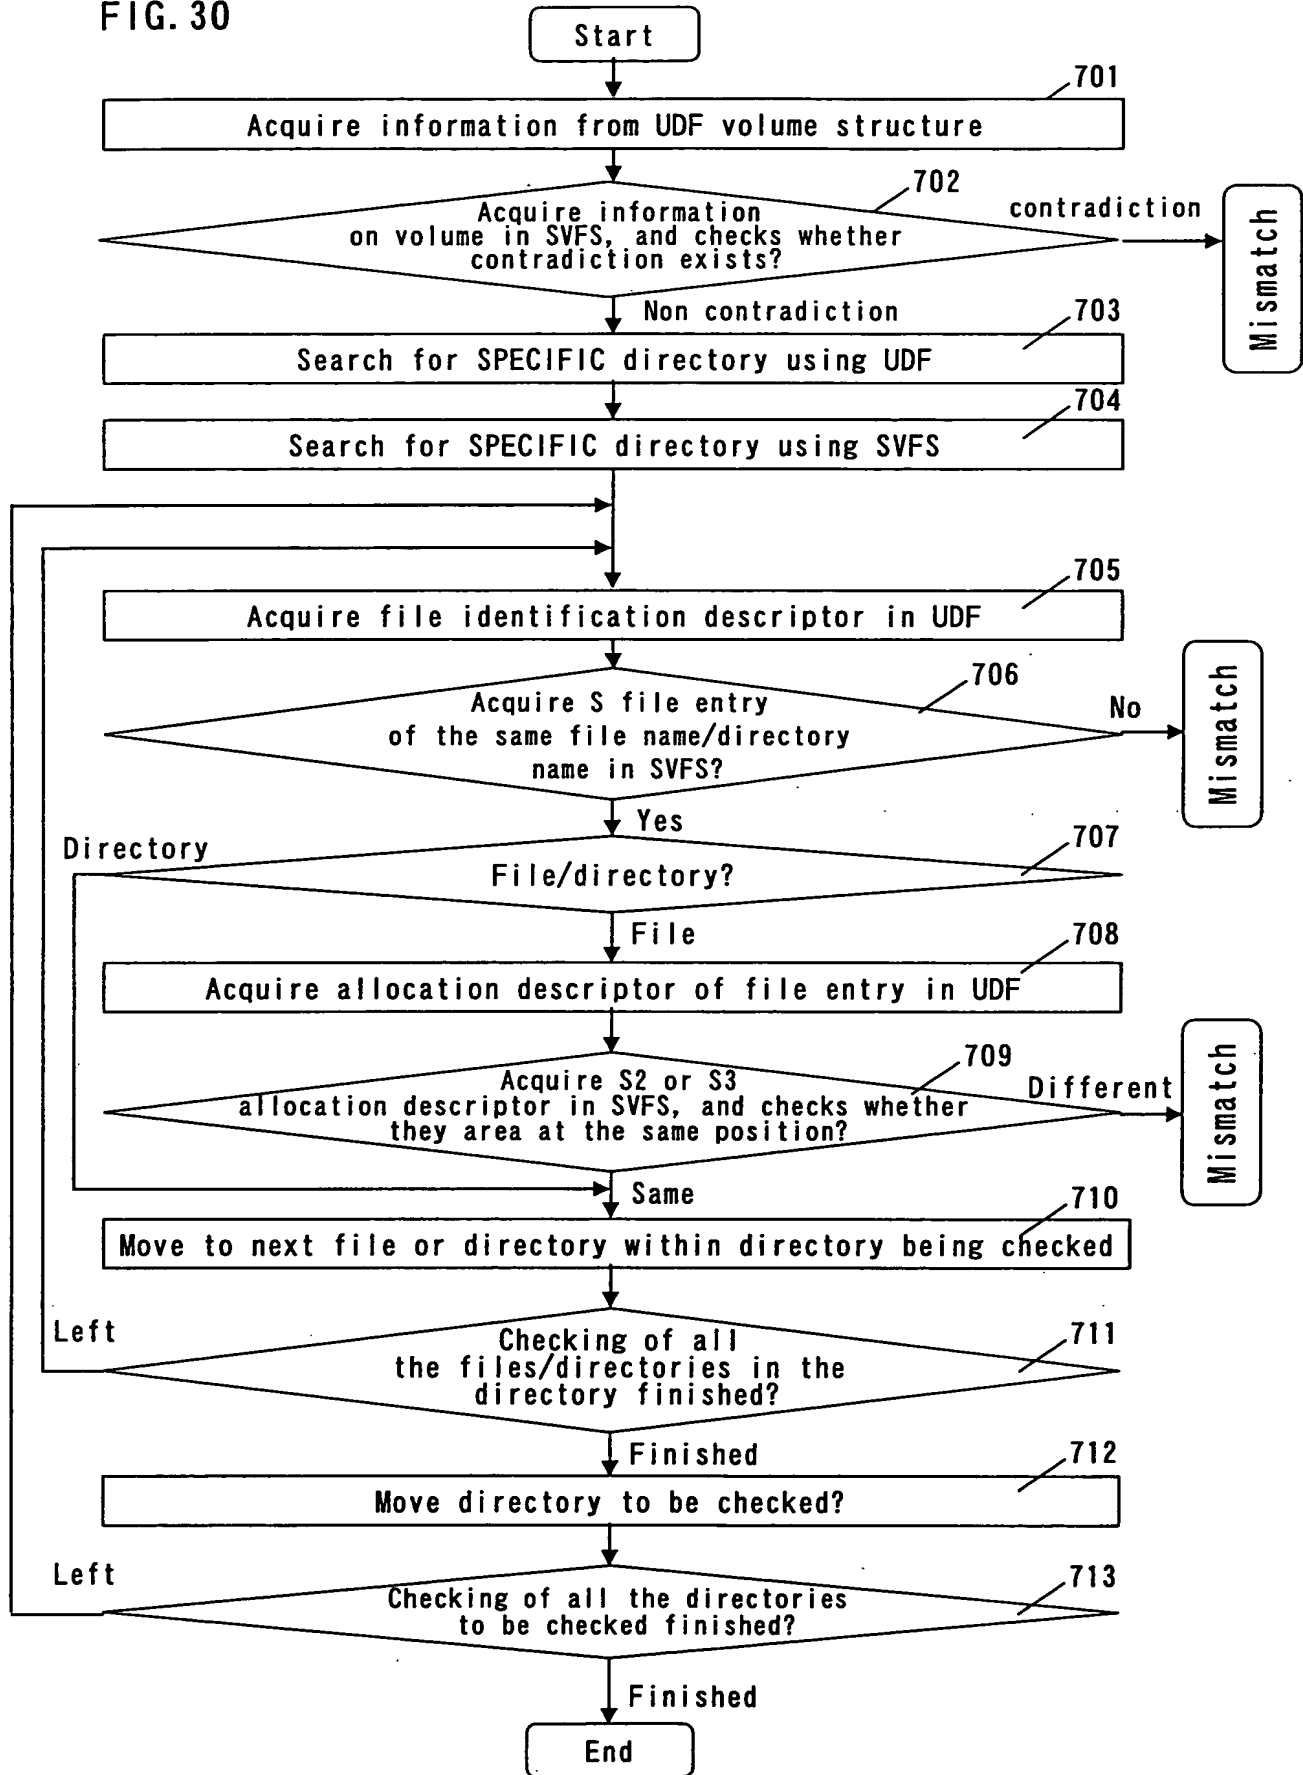 FIG. 30
Start
701
Acquire information from UDF volume structure
702
Acquire information
on volume in SVFS, and checks whether
contradiction exists?
contradiction
Mismatch
Non contradiction
703
Search for SPECIFIC directory using UDF
704
Search for SPECIFIC directory using SVFS
705
Acquire file identification descriptor in UDF
706
Acquire S file entry
of the same file name/directory
name in SVFS?
No
Mismatch
Yes
Directory
707
File/directory?
File
708
Acquire allocation descriptor of file entry in UDF
709
Acquire S2 or S3
allocation descriptor in SVFS, and checks whether
they area at the same position?
Different
Mismatch
Same
710
Move to next file or directory within directory being checked
Left
711
Checking of all
the files/directories in the
directory finished?
Finished
712
Move directory to be checked?
Left
713
Checking of all the directories
to be checked finished?
Finished
End